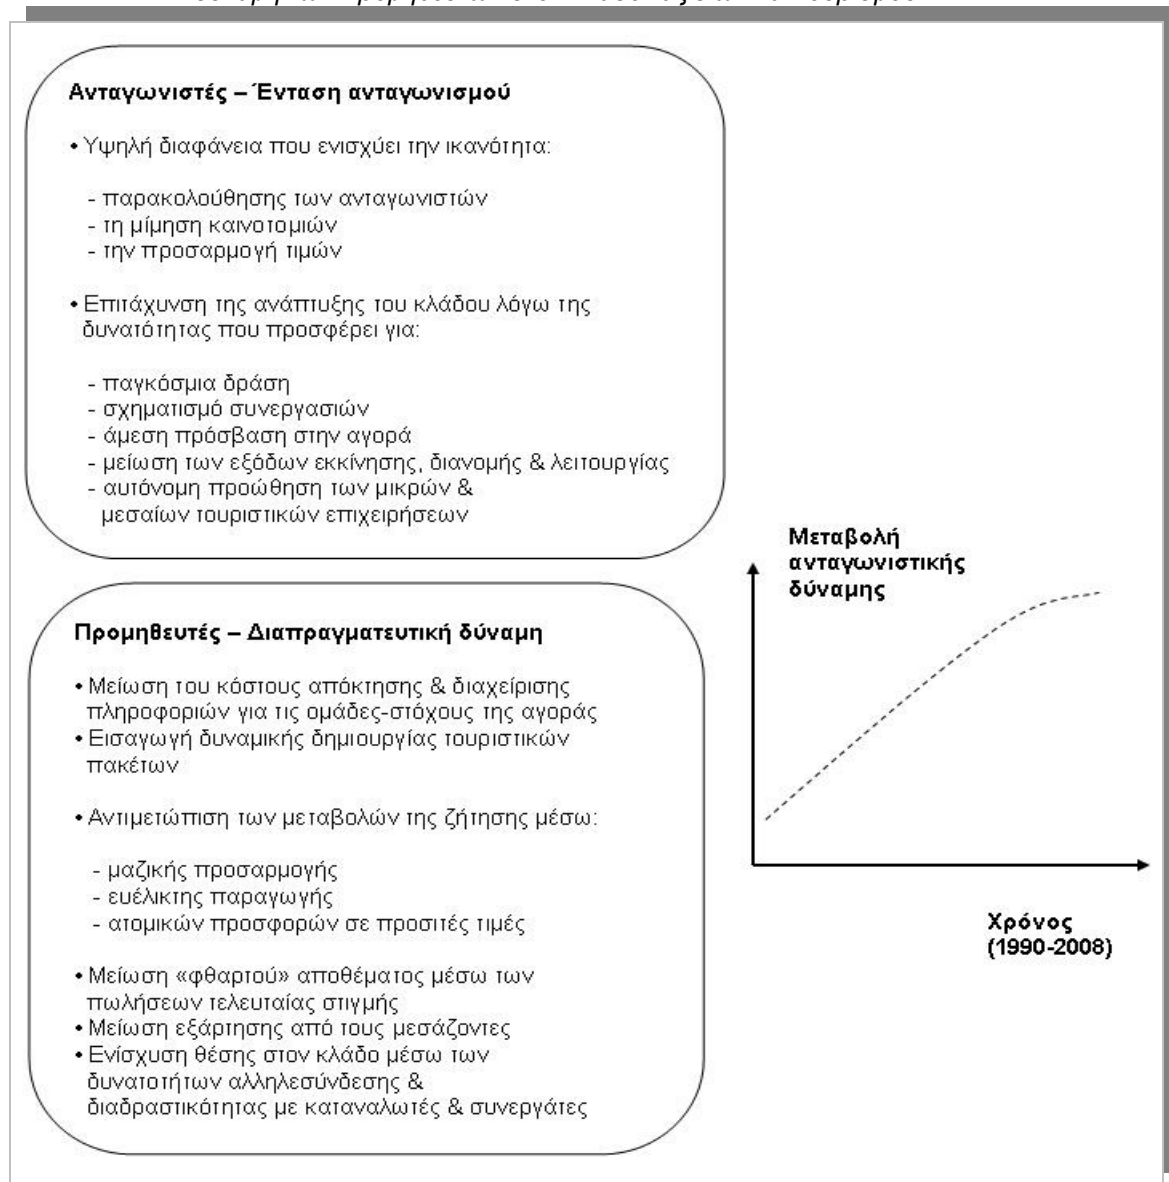 Ανταγωνιστές – Ένταση ανταγωνισμού
• Υψηλή διαφάνεια που ενισχύει την ικανότητα:
- παρακολούθησης των ανταγωνιστών
- τη μίμηση καινοτομιών
- την προσαρμογή τιμών
• Επιτάχυνση της ανάπτυξης του κλάδου λόγω της
δυνατότητας που προσφέρει για:
- παγκόσμια δράση
- σχηματισμό συνεργασιών
- άμεση πρόσβαση στην αγορά
- μείωση των εξόδων εκκίνησης, διανομής & λειτουργίας
- αυτόνομη προώθηση των μικρών &
μεσαίων τουριστικών επιχειρήσεων
Μεταβολή
ανταγωνιστικής
δύναμης
Χρόνος
(1990-2008)
Προμηθευτές – Διαπραγματευτική δύναμη
• Μείωση του κόστους απόκτησης & διαχείρισης
πληροφοριών για τις ομάδες-στόχους της αγοράς
• Εισαγωγή δυναμικής δημιουργίας τουριστικών
πακέτων
• Αντιμετώπιση των μεταβολών της ζήτησης μέσω:
- μαζικής προσαρμογής
- ευέλικτης παραγωγής
- ατομικών προσφορών σε προσιτές τιμές
• Μείωση «φθαρτού» αποθέματος μέσω των
πωλήσεων τελευταίας στιγμής
• Μείωση εξάρτησης από τους μεσάζοντες
• Ενίσχυση θέσης στον κλάδο μέσω των
δυνατοτήτων αλληλεσύνδεσης &
διαδραστικότητας με καταναλωτές & συνεργάτες